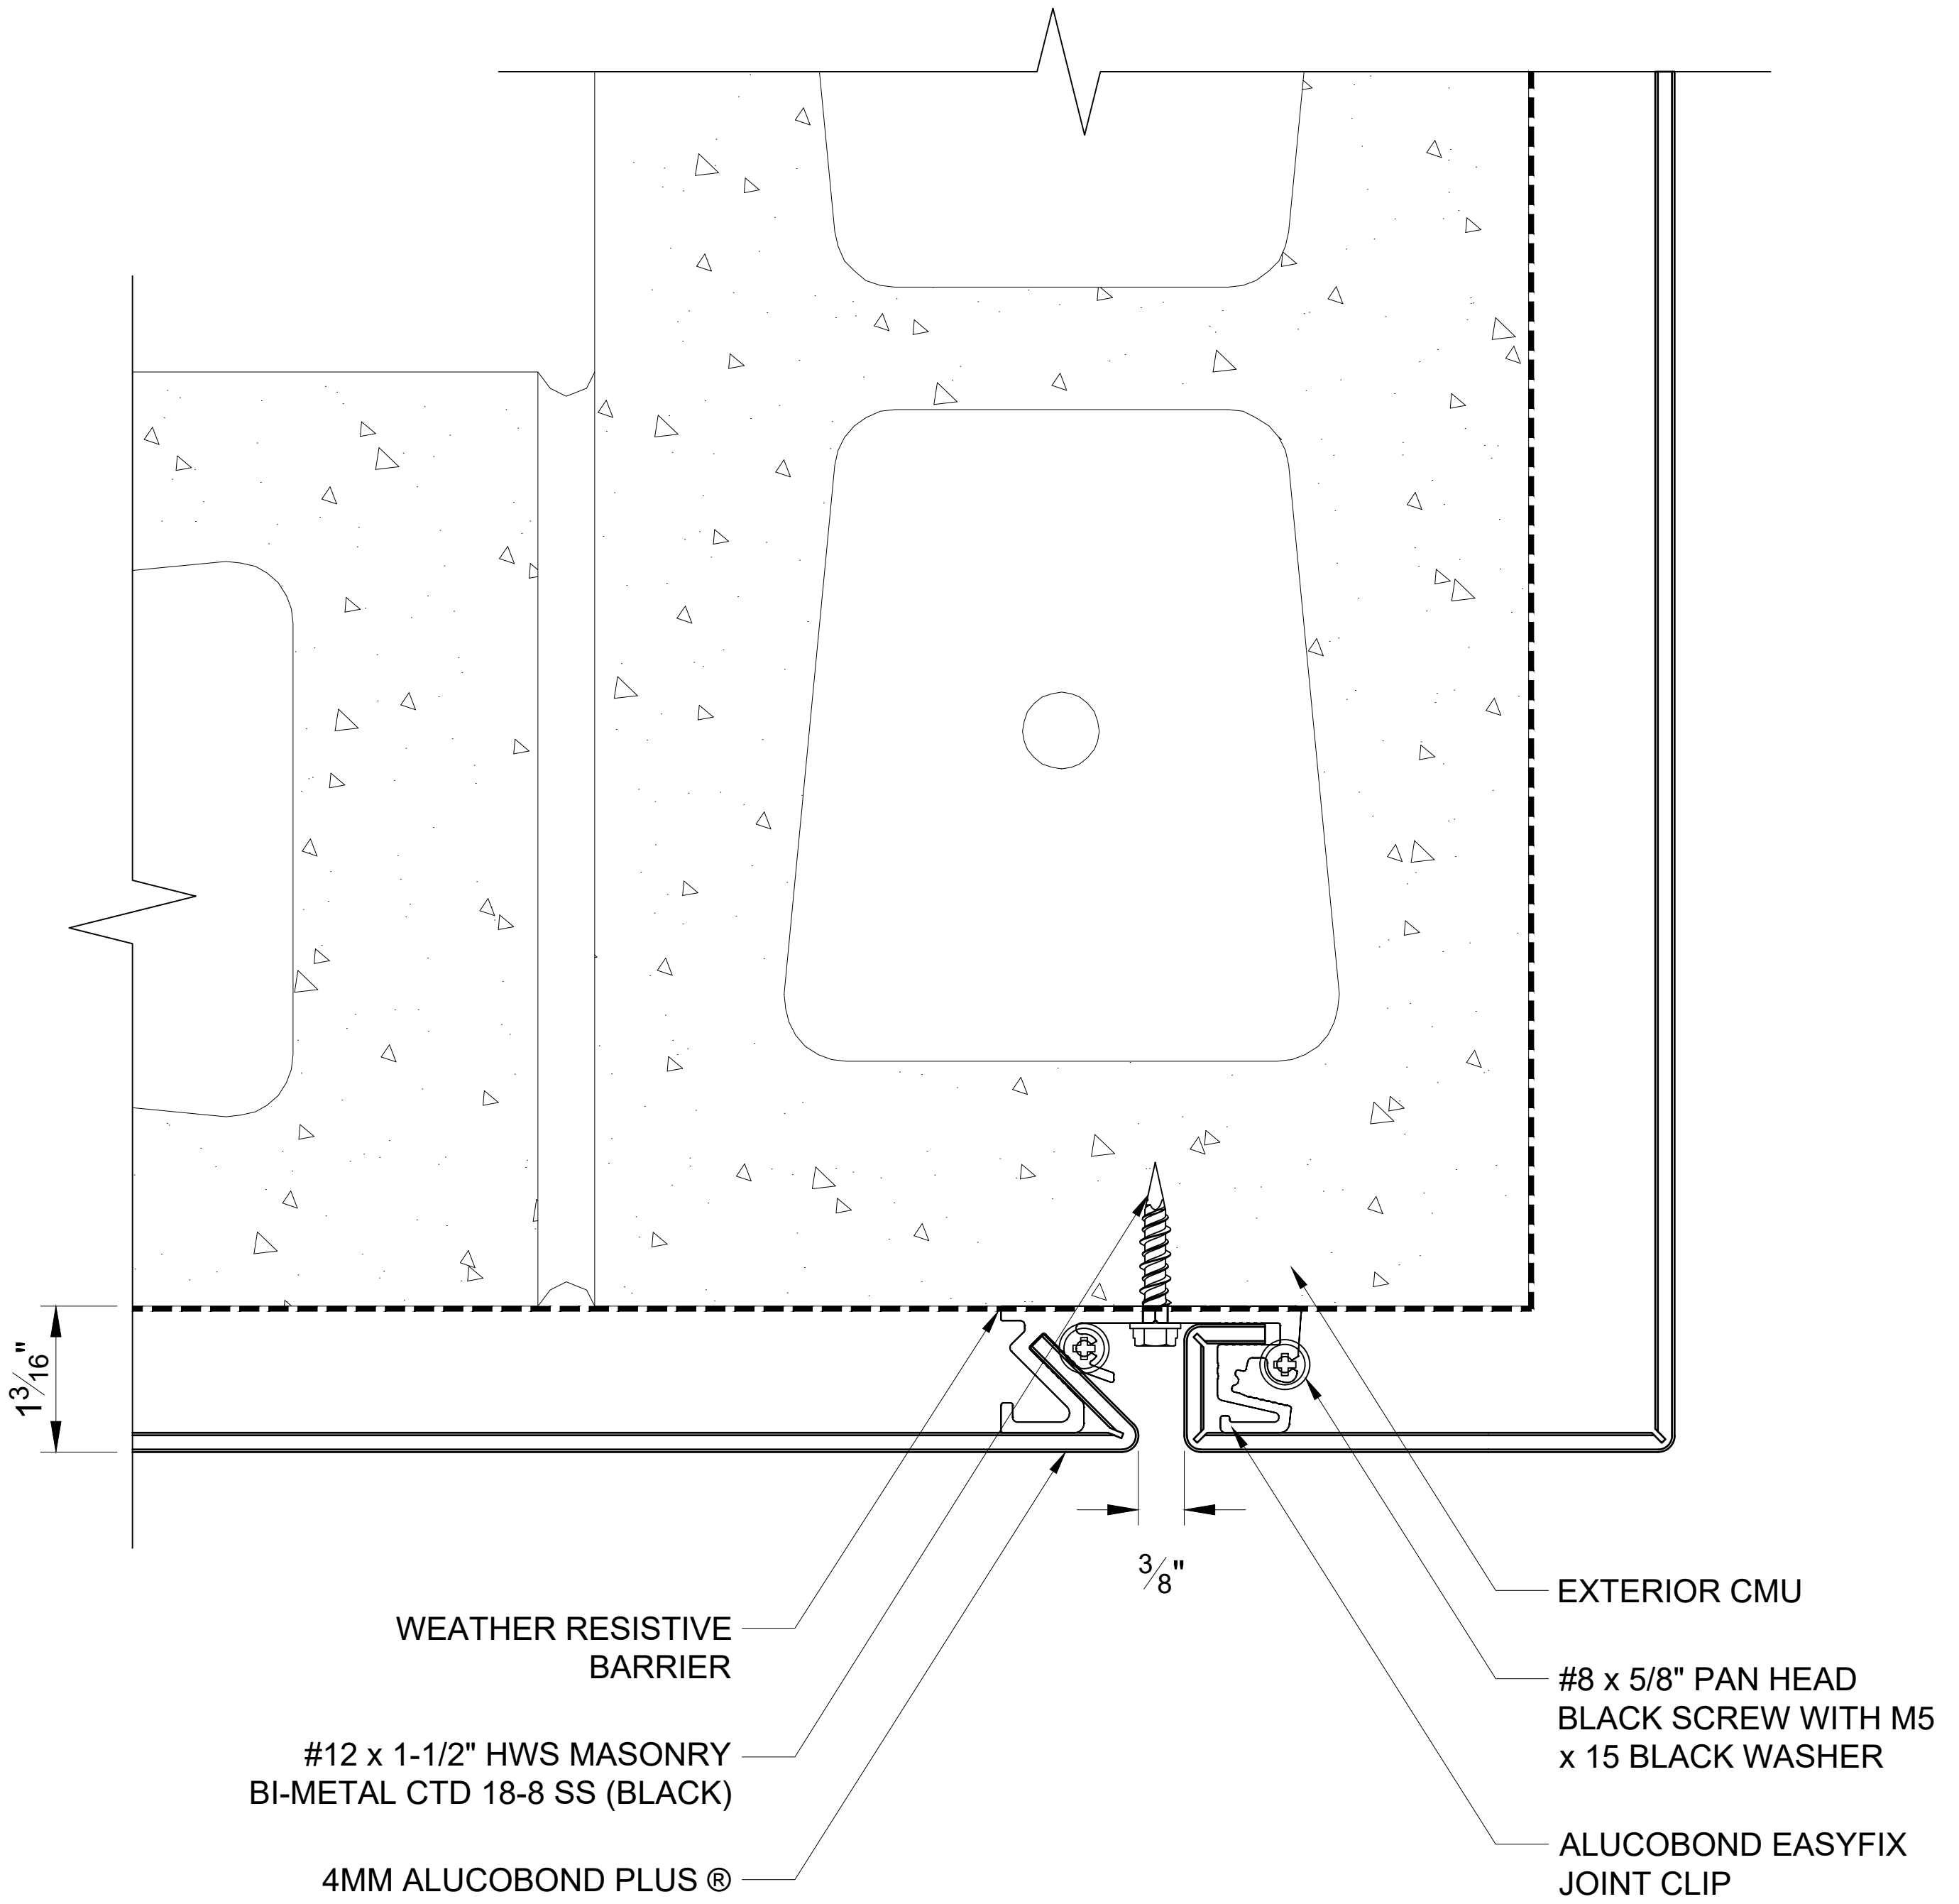 1 3/16"
3/8"
WEATHER RESISTIVE
BARRIER
#12 x 1-1/2" HWS MASONRY
BI-METAL CTD 18-8 SS (BLACK)
4MM ALUCOBOND PLUS ®
EXTERIOR CMU
#8 x 5/8" PAN HEAD
BLACK SCREW WITH M5
x 15 BLACK WASHER
ALUCOBOND EASYFIX
JOINT CLIP